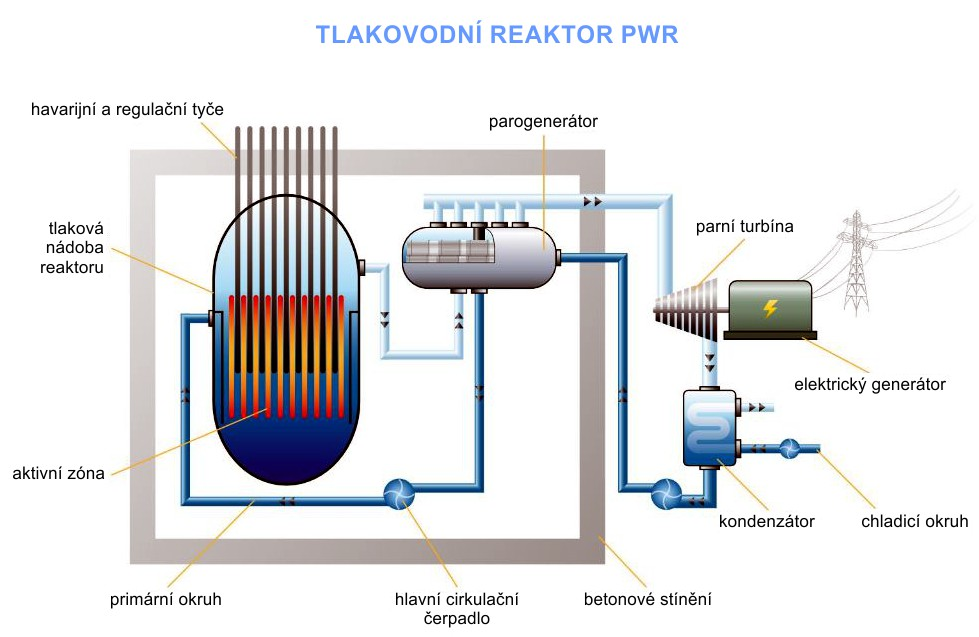 TLAKOVODNÍ REAKTOR PWR
havarijní a regulační tyče
parogenerátor
tlaková
nádoba
reaktoru
parní turbína
elektrický generátor
aktivní zóna
kondenzátor
chladicí okruh
primární okruh
hlavní cirkulační
čerpadlo
betonové stínění